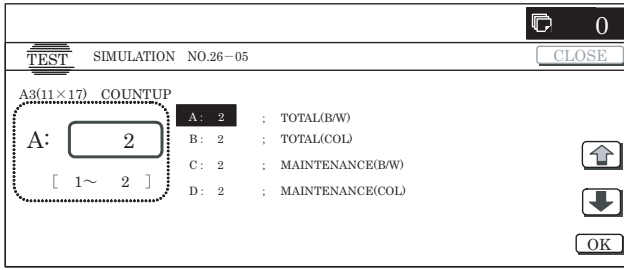 0
TEST SIMULATION NO.26-05 CLOSE
A3(11×17) COUNTUP
A: 2
[ 1~ 2 ]
A: 2 ; TOTAL(B/W)
B: 2 ; TOTAL(COL)
C: 2 ; MAINTENANCE(B/W)
D: 2 ; MAINTENANCE(COL)
OK